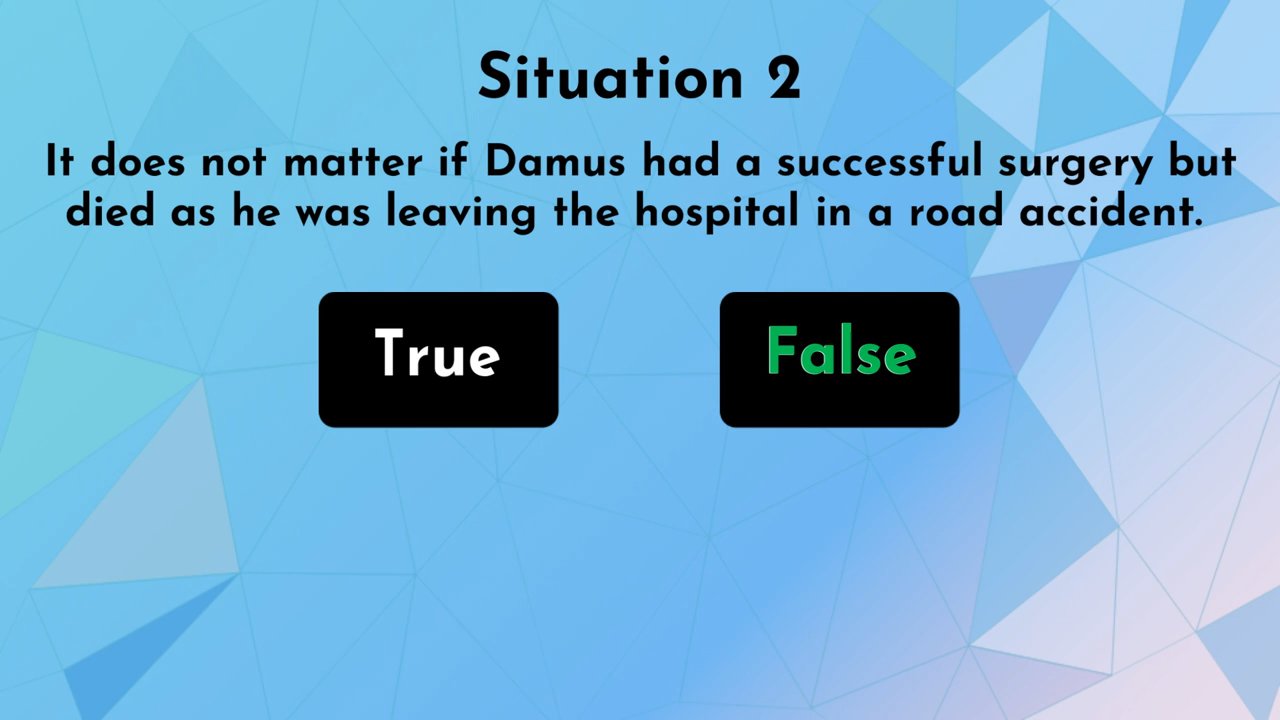 Situation 2
It does not matter if Damus had a successful surgery but
died as he was leaving the hospital in a road accident.
True
False